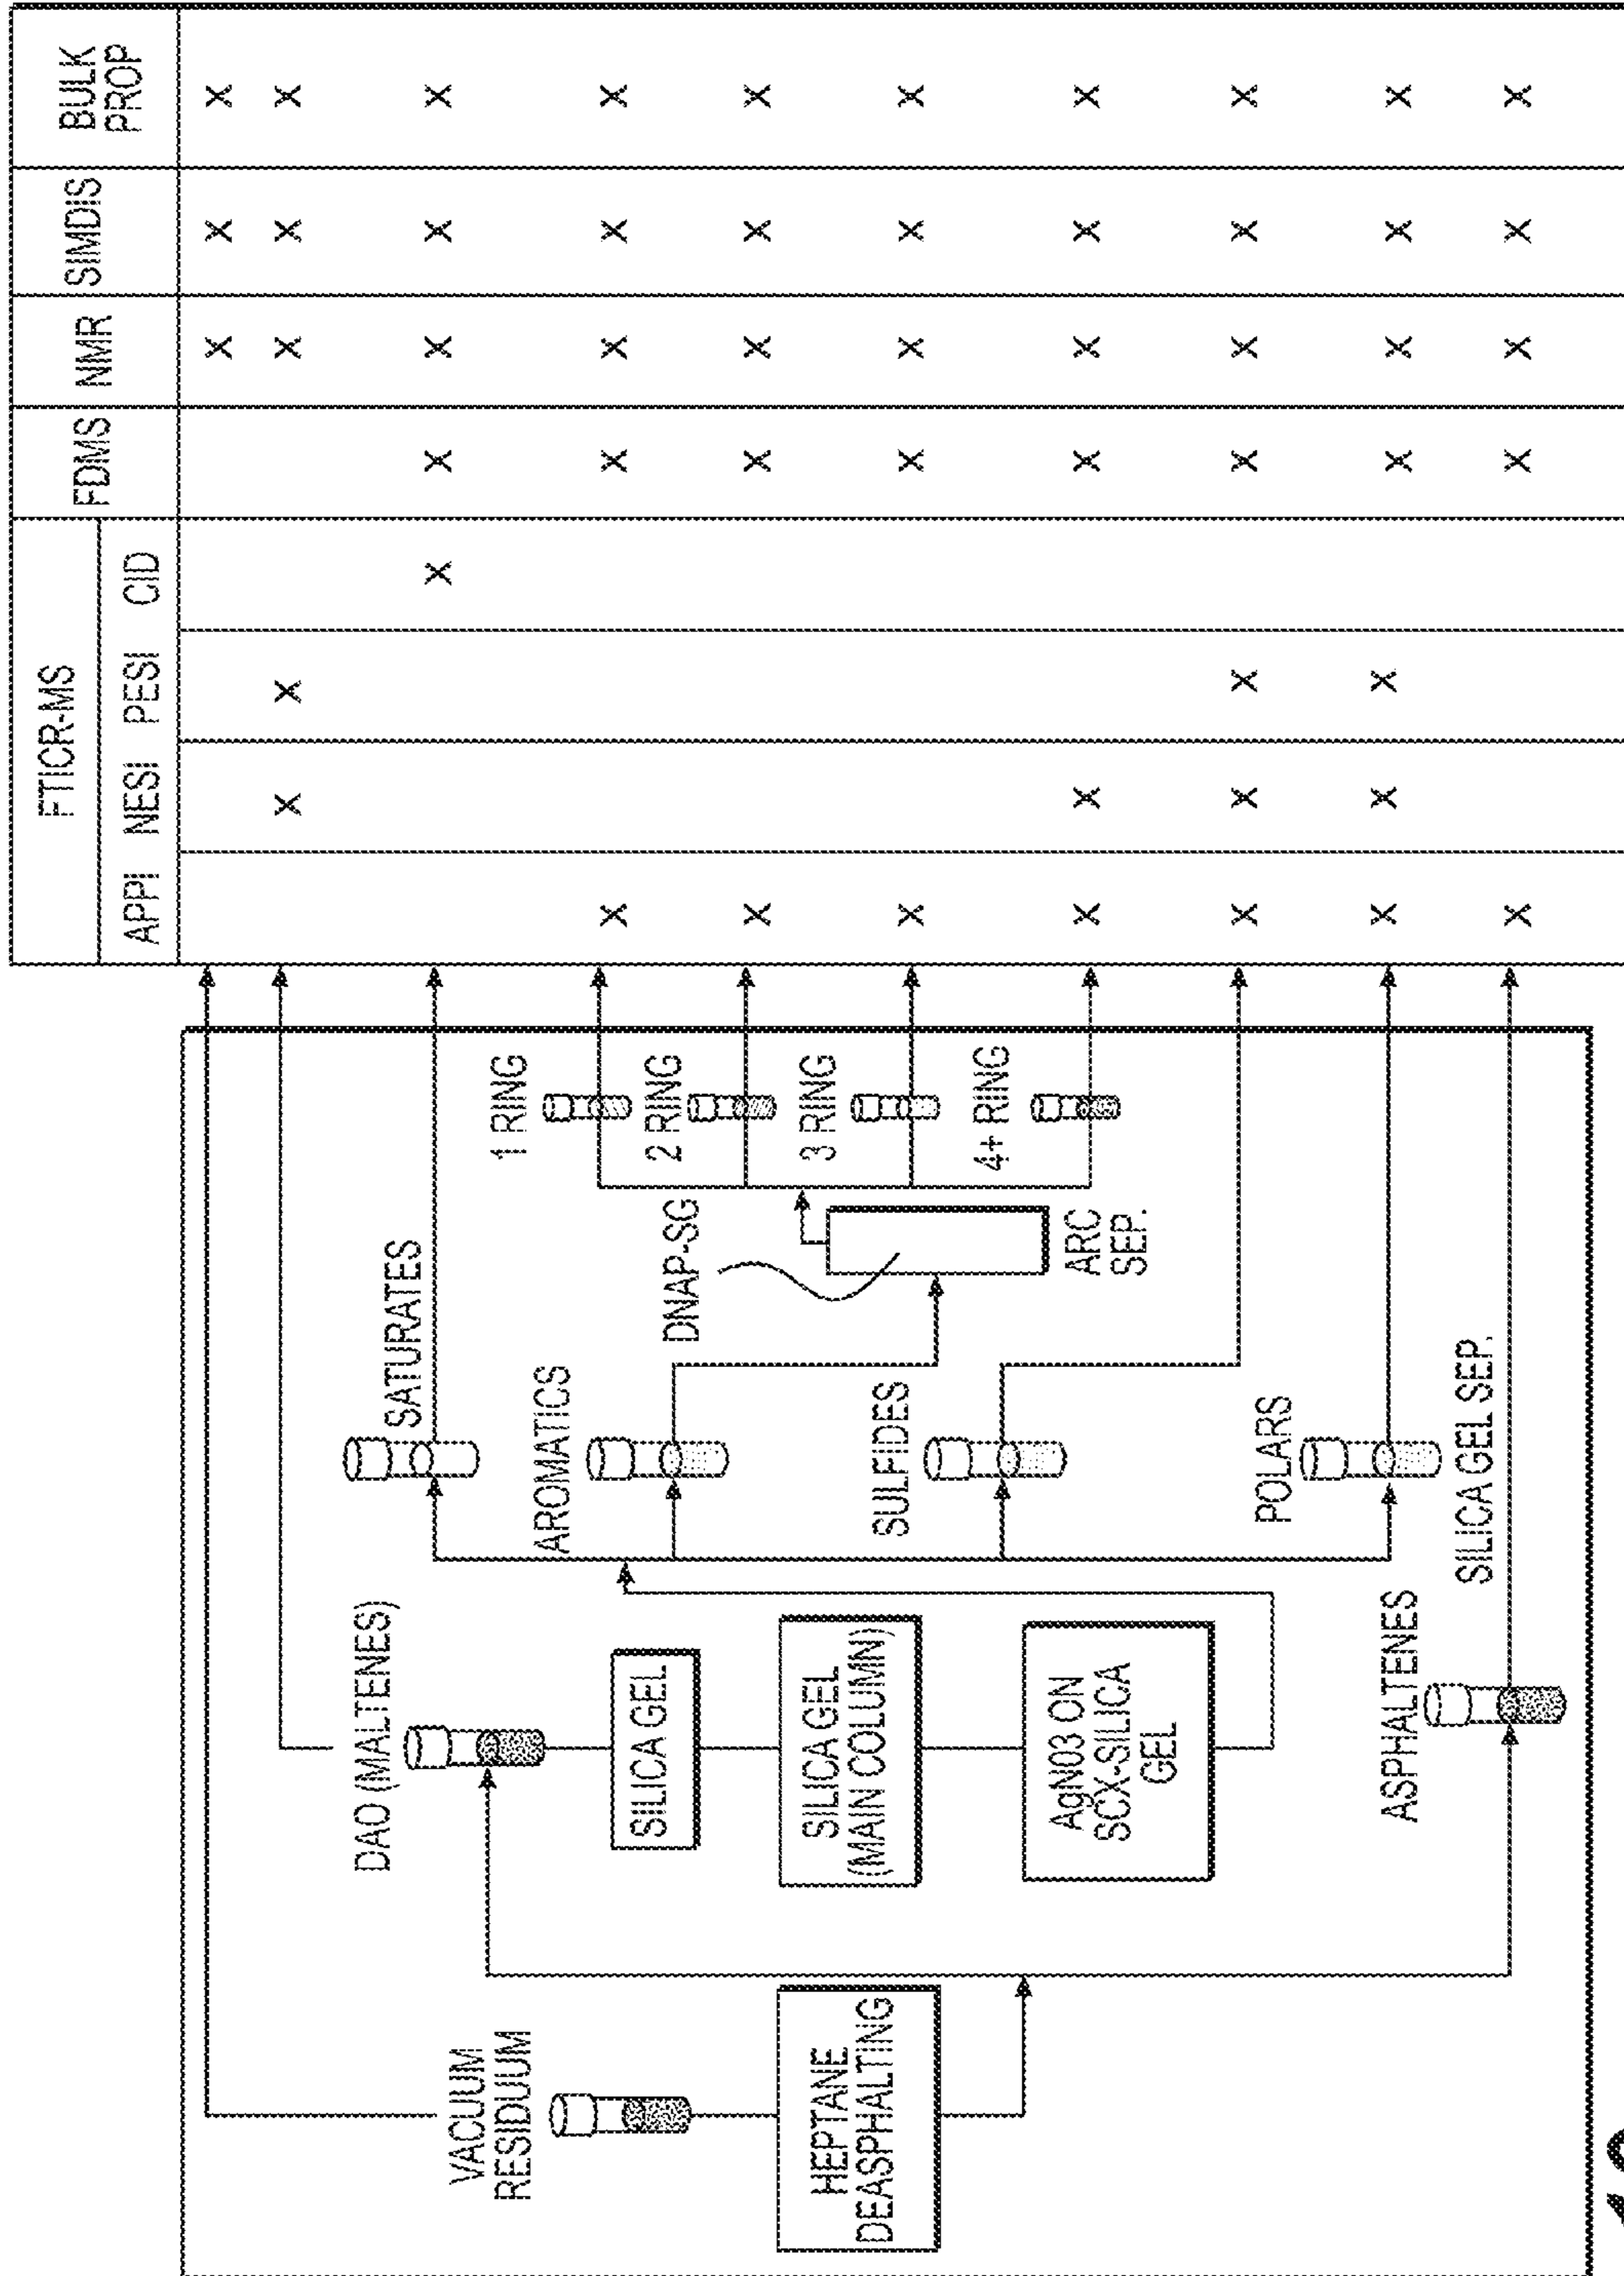 FTICR-MS
FDMS
NMR
SIMDIS
BULK
PROP
APPI NESI PESI CID
X X X
X X X X X
X X X X X
X X X X X
X X X X X
X X X X X
X X X X X X
X X X X X X X
X X X X X X X
X X X X X
VACUUM
RESIDUUM
HEPTANE
DEASPHALTING
DAO (MALTENES)
SILICA GEL
SILICA GEL
(MAIN COLUMN)
AgN03 ON
SCX-SILICA
GEL
ASPHALTENES
SATURATES
AROMATICS
SULFIDES
POLARS
SILICA GEL SEP.
DNAP-SG
ARC
SEP.
1 RING
2 RING
3 RING
4+ RING